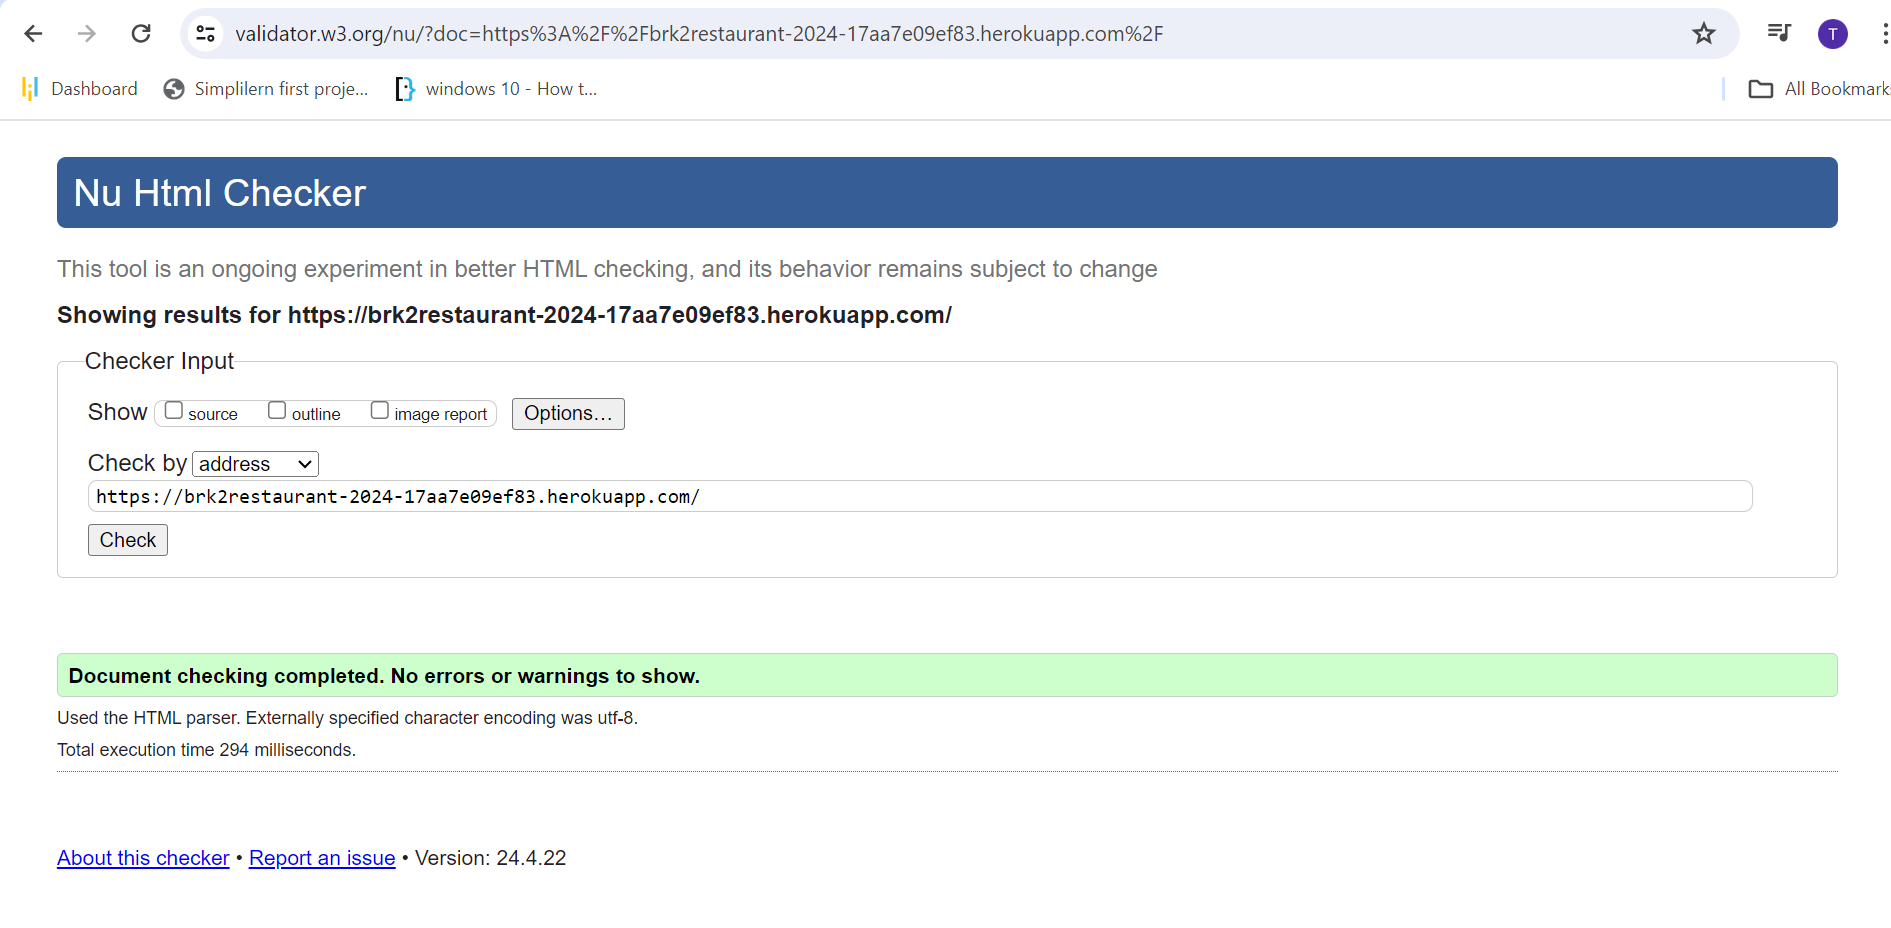 validator.w3.org/nu/?doc=https%3A%2F%2Fbrk2restaurant-2024-17aa7e09ef83.herokuapp.com%2F
T
Dashboard Simplilern first proje... windows 10 - How t... All Bookmarks
Nu Html Checker
This tool is an ongoing experiment in better HTML checking, and its behavior remains subject to change
Showing results for https://brk2restaurant-2024-17aa7e09ef83.herokuapp.com/
Checker Input
Show source outline image report Options...
Check by address
https://brk2restaurant-2024-17aa7e09ef83.herokuapp.com/
Check
Document checking completed. No errors or warnings to show.
Used the HTML parser. Externally specified character encoding was utf-8.
Total execution time 294 milliseconds.
About this checker • Report an issue • Version: 24.4.22